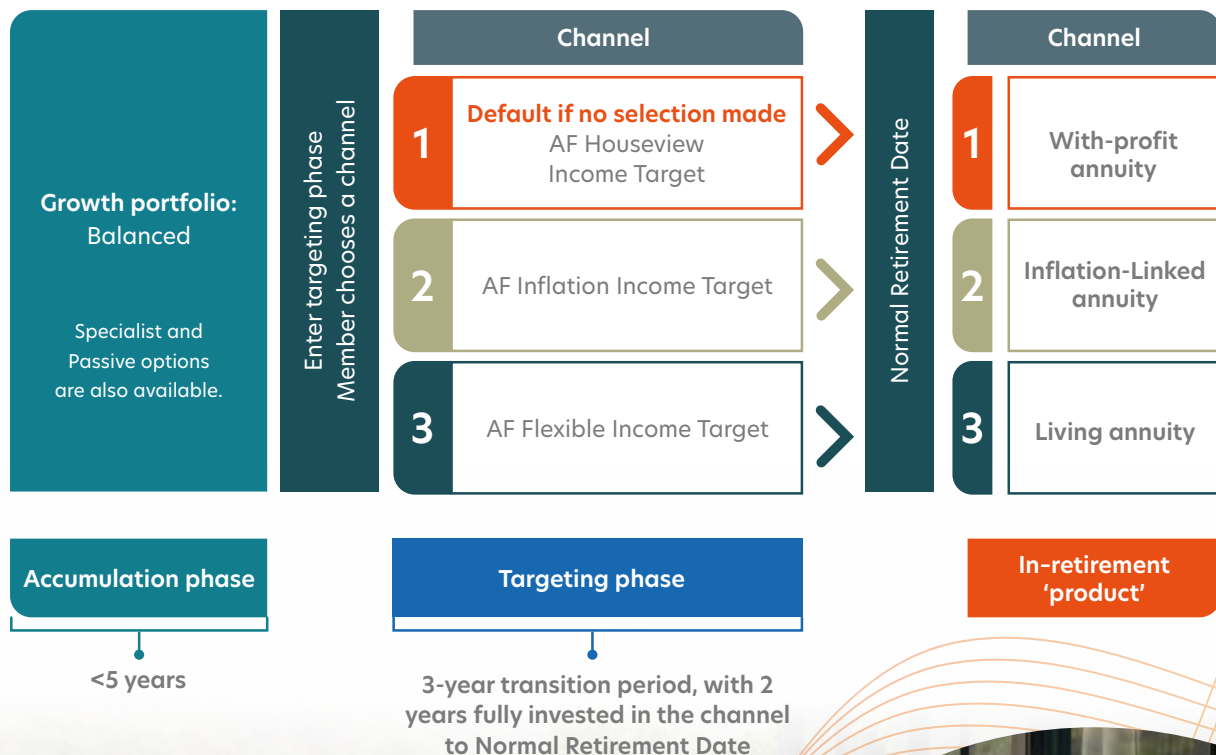 Growth portfolio:
Balanced
Specialist and
Passive options
are also available.
Enter targeting phase
Member chooses a channel
Channel
1
Default if no selection made
AF Houseview
Income Target
2
AF Inflation Income Target
3
AF Flexible Income Target
Normal Retirement Date
Channel
1
With-profit
annuity
2
Inflation-Linked
annuity
3
Living annuity
Accumulation phase
<5 years
Targeting phase
3-year transition period, with 2
years fully invested in the channel
to Normal Retirement Date
In-retirement
‘product’